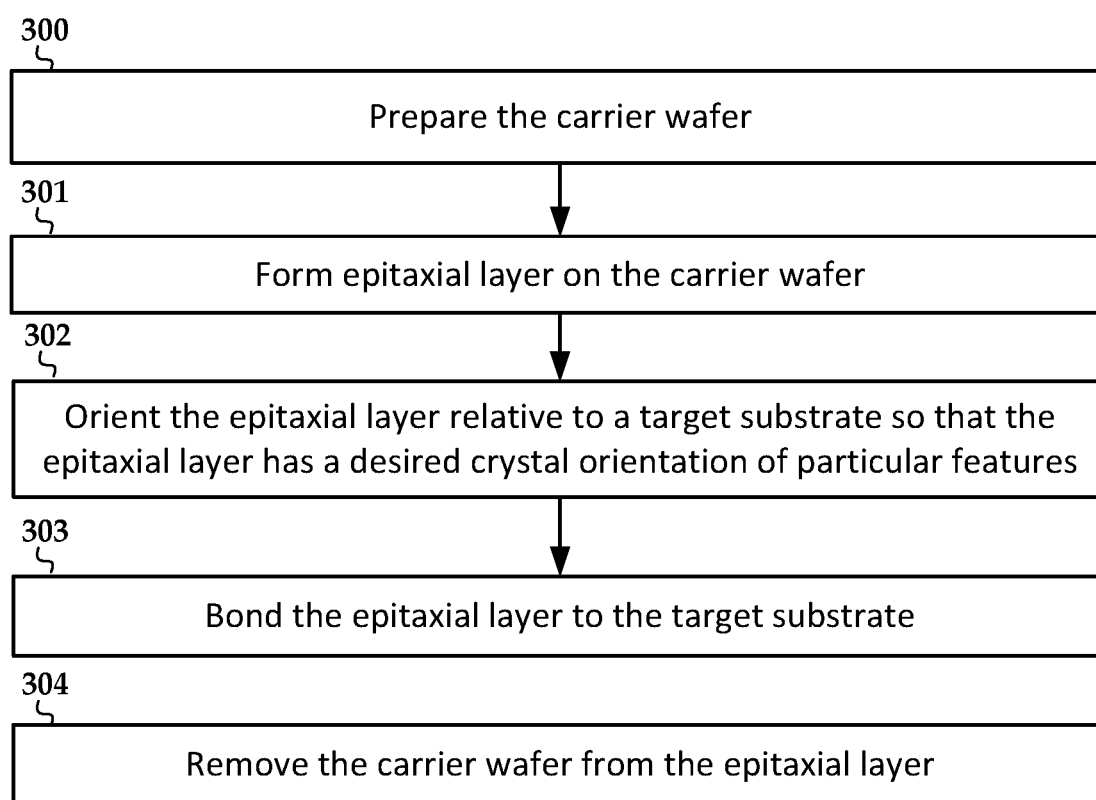 300
Prepare the carrier wafer
301
Form epitaxial layer on the carrier wafer
302
Orient the epitaxial layer relative to a target substrate so that the
epitaxial layer has a desired crystal orientation of particular features
303
Bond the epitaxial layer to the target substrate
304
Remove the carrier wafer from the epitaxial layer